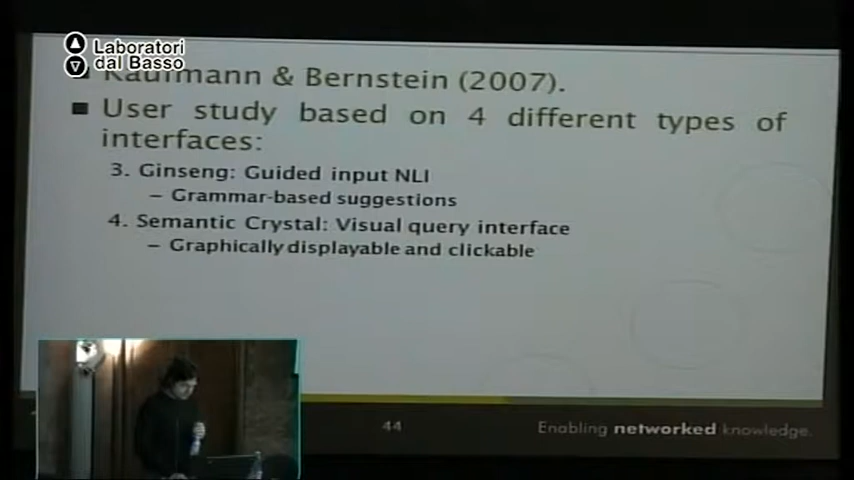 Laboratori
dal Basso
Kaufmann & Bernstein (2007).
■ User study based on 4 different types of
interfaces:
3. Ginseng: Guided input NLI
– Grammar-based suggestions
4. Semantic Crystal: Visual query interface
– Graphically displayable and clickable
44
Enabling networked knowledge.